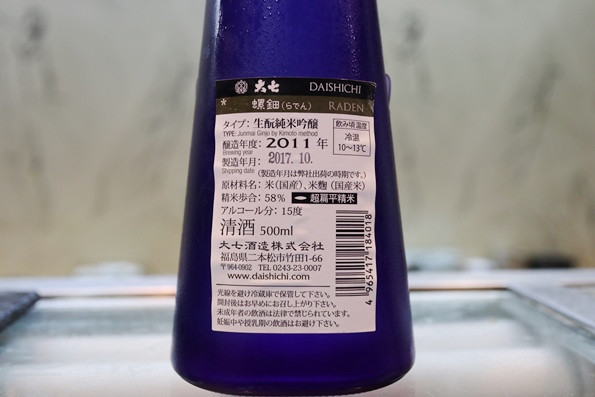 大七 DAISHICHI
* 螺鈿(らでん) RADEN
タイプ: 生酛純米吟醸
TYPE: Junmai Ginjo by Kimoto method
飲み頃温度
冷温
10〜13℃
醸造年度: 2011年
Brewing year
製造年月: 2017.10.
Shipping date (製造年月は弊社出荷の時期です。)
原材料名: 米(国産)、米麹(国産米)
精米歩合: 58% 超扁平精米
アルコール分: 15度
清酒 500ml
大七酒造株式会社
福島県二本松市竹田1-66
〒964-0902 TEL 0243-23-0007
www.daishichi.com
光線を避け冷蔵庫で保管して下さい。
開封後はお早めにお召し上がり下さい。
未成年者の飲酒は法律で禁じられています。
妊娠中や授乳期の飲酒はお避け下さい。
4 965417 184018